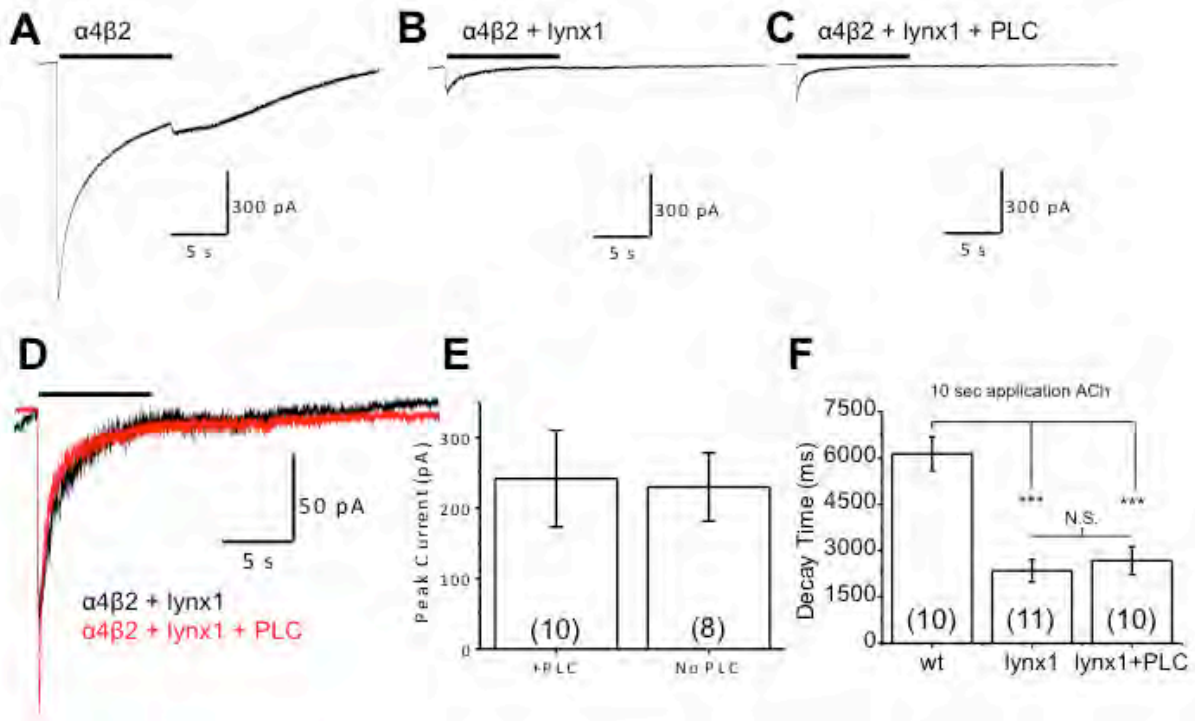 A
α4β2
300 pA
5 s
B
α4β2 + lynx1
300 pA
5 s
C
α4β2 + lynx1 + PLC
300 pA
5 s
D
50 pA
5 s
α4β2 + lynx1
α4β2 + lynx1 + PLC
E
Peak Current (pA)
300
200
100
0
(10)
(8)
+PLC
No PLC
F
10 sec application ACh
Decay Time (ms)
7500
6000
4500
3000
1500
0
***
***
N.S.
(10)
(11)
(10)
wt
lynx1
lynx1+PLC